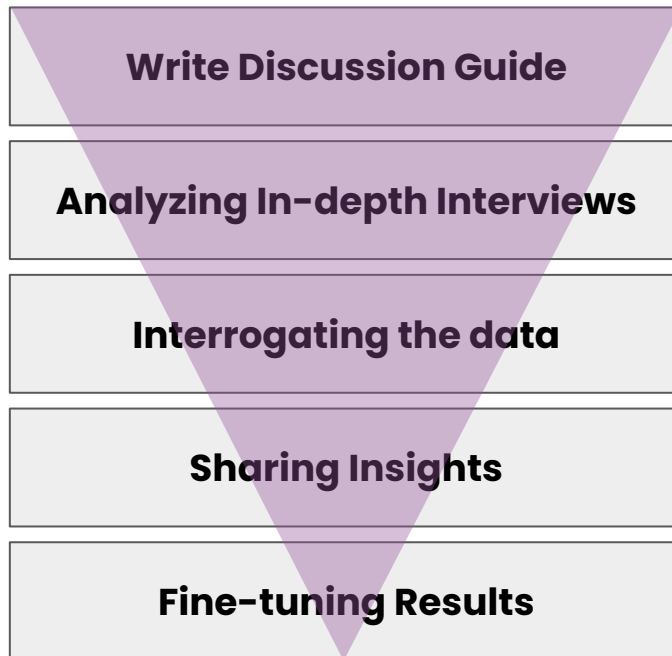 Write Discussion Guide
Analyzing In-depth Interviews
Interrogating the data
Sharing Insights
Fine-tuning Results